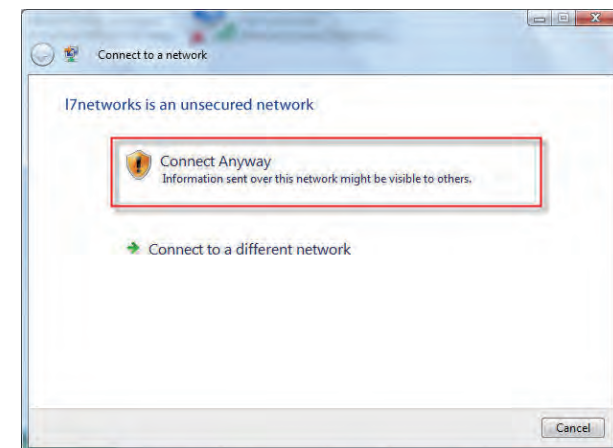 Connect to a network
l7networks is an unsecured network
Connect Anyway
Information sent over this network might be visible to others.
Connect to a different network
Cancel